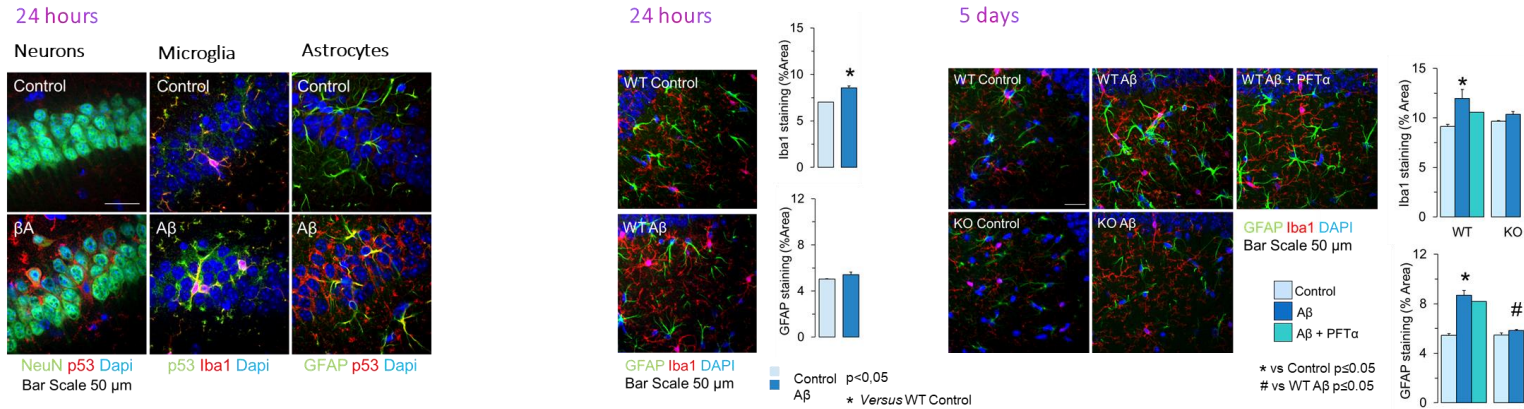 24 hours
Neurons
Microglia
Astrocytes
Control
Control
Control
βA
Aβ
Aβ
NeuN p53 Dapi
p53 Iba1 Dapi
GFAP p53 Dapi
Bar Scale 50 µm
24 hours
WT Control
WT Aβ
GFAP Iba1 DAPI
Bar Scale 50 µm
Iba1 staining (%Area)
15
10
5
0
*
GFAP staining (%Area)
12
8
4
0
Control
Aβ
p<0,05
* Versus WT Control
5 days
WT Control
WT Aβ
WT Aβ + PFTα
KO Control
KO Aβ
GFAP Iba1 DAPI
Bar Scale 50 µm
Control
Aβ
Aβ + PFTα
* vs Control p≤0.05
# vs WT Aβ p≤0.05
Iba1 staining (% Area)
15
10
5
0
*
WT
KO
GFAP staining (% Area)
12
8
4
0
*
#